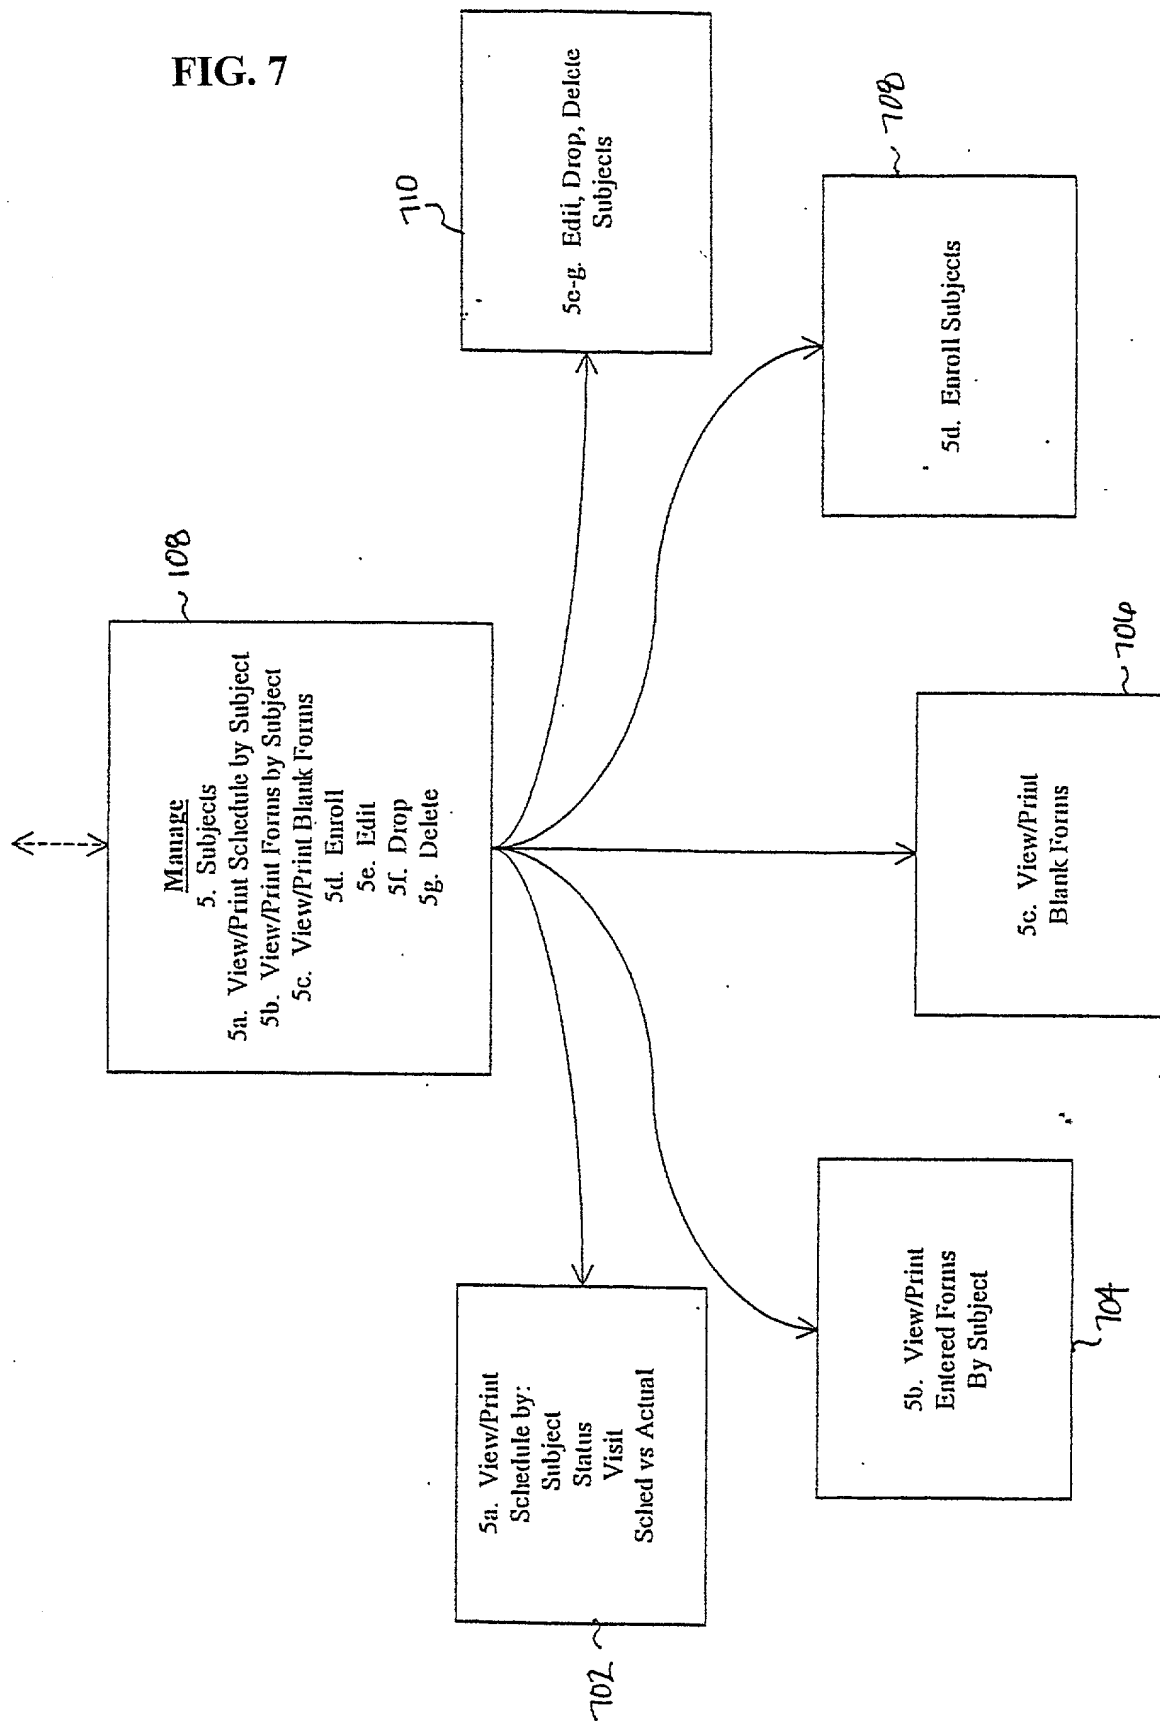 FIG. 7
108
Manage
5. Subjects
5a. View/Print Schedule by Subject
5b. View/Print Forms by Subject
5c. View/Print Blank Forms
5d. Enroll
5e. Edit
5f. Drop
5g. Delete
702
5a. View/Print
Schedule by:
Subject
Status
Visit
Sched vs Actual
704
5b. View/Print
Entered Forms
By Subject
706
5c. View/Print
Blank Forms
708
5d. Enroll Subjects
710
5e-g. Edit, Drop, Delete
Subjects